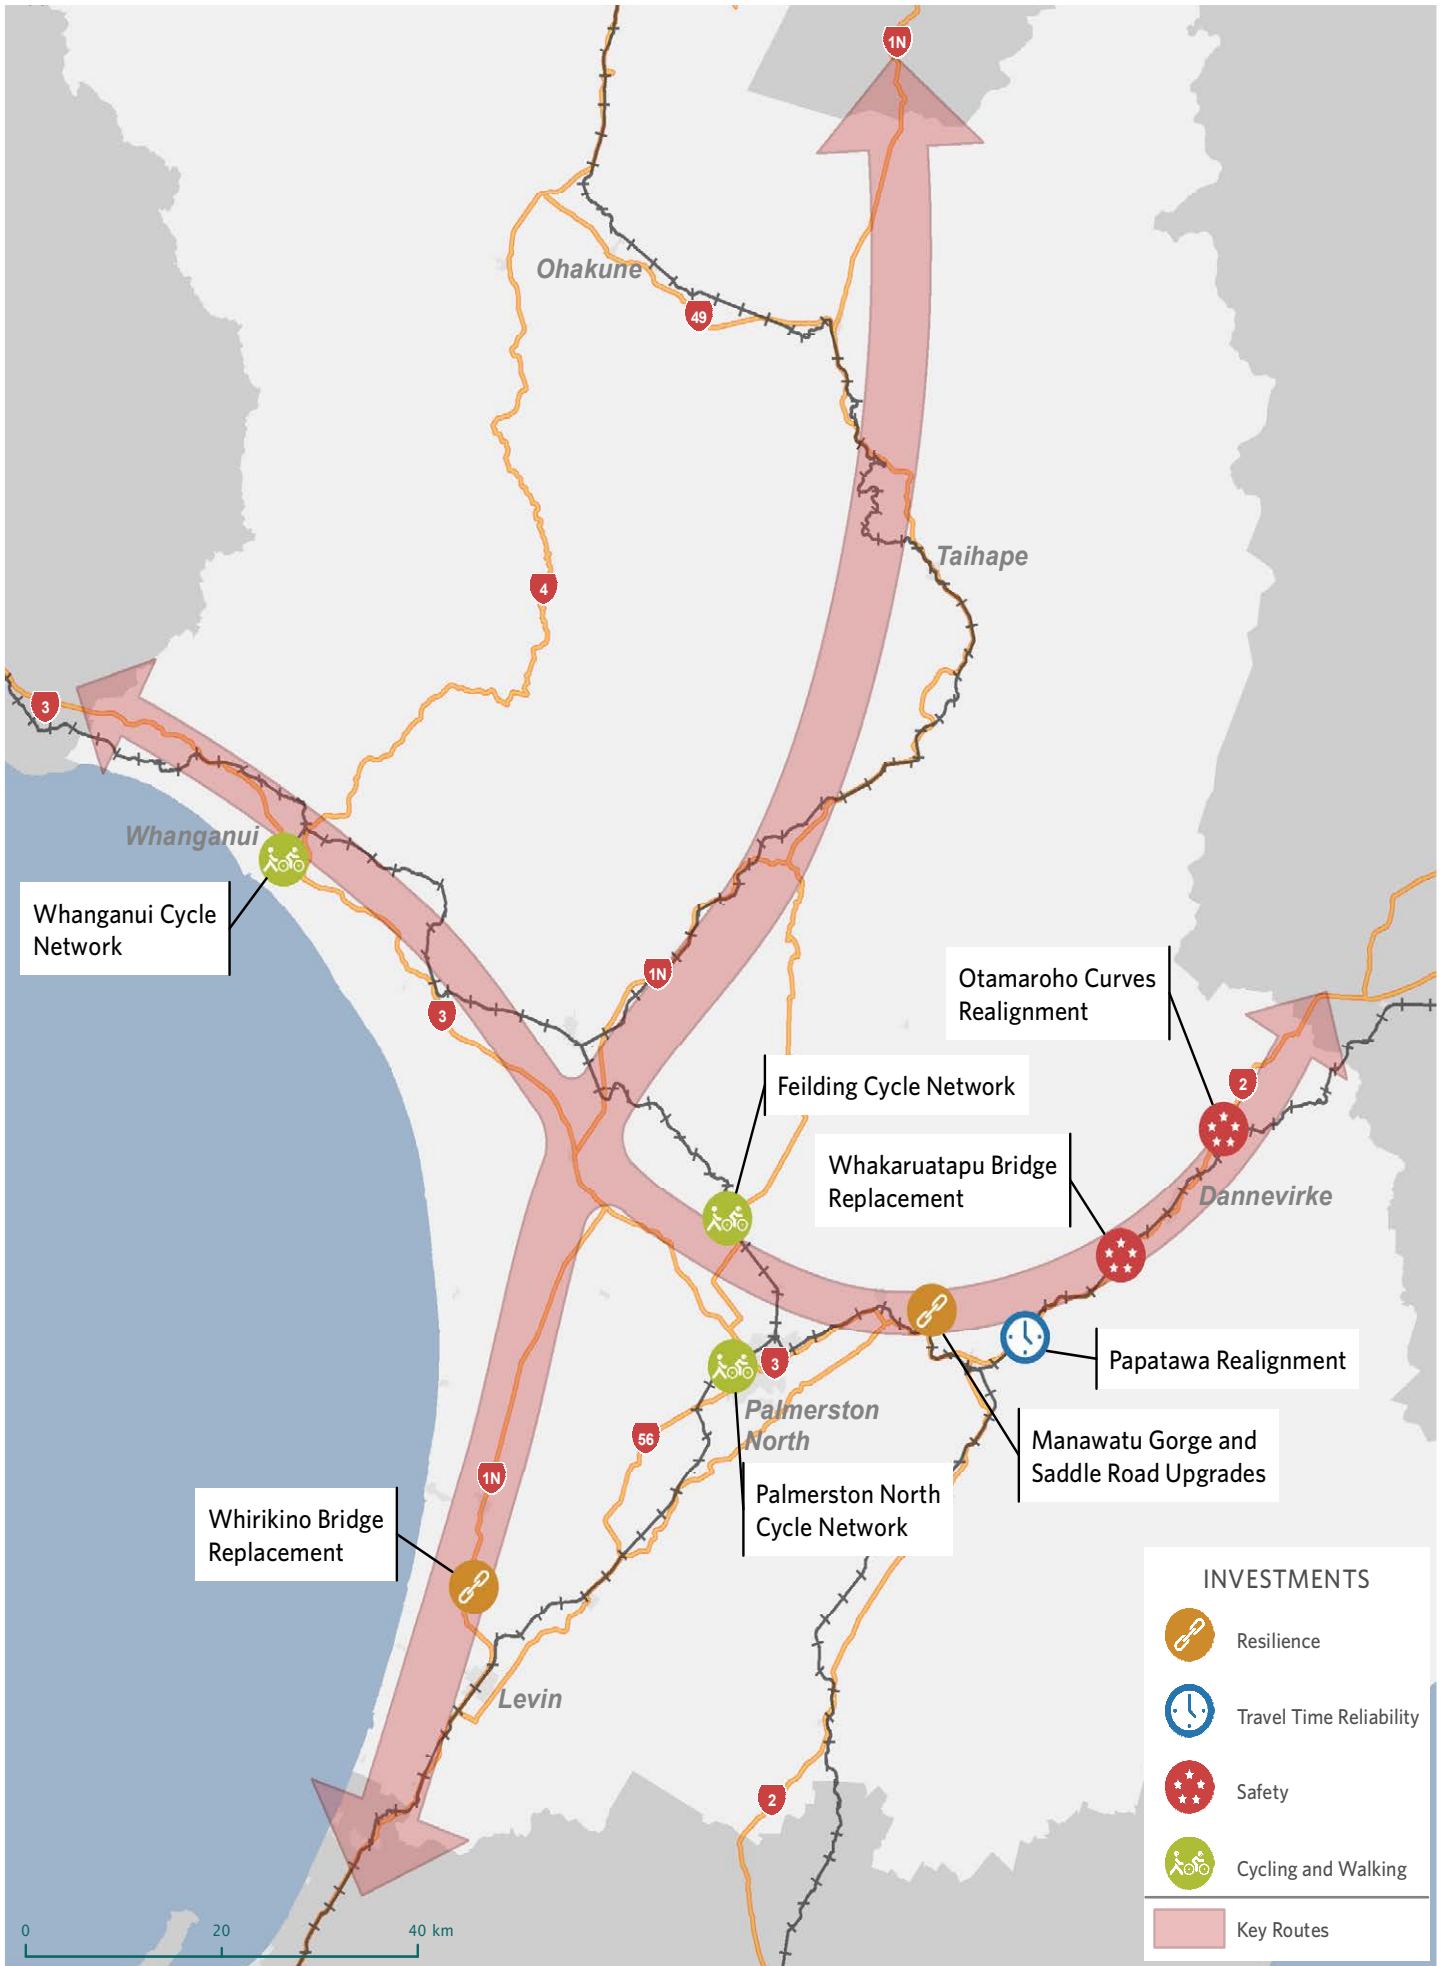 1N
Ohakune
49
Taihape
4
3
Whanganui
Whanganui Cycle
Network
1N
3
Otamaroho Curves
Realignment
Feilding Cycle Network
2
Whakaruatapu Bridge
Replacement
Dannevirke
Papatawa Realignment
3
Palmerston
North
56
Manawatu Gorge and
Saddle Road Upgrades
1N
Palmerston North
Cycle Network
Whirikino Bridge
Replacement
Levin
2
INVESTMENTS
Resilience
Travel Time Reliability
Safety
Cycling and Walking
Key Routes
0 20 40 km